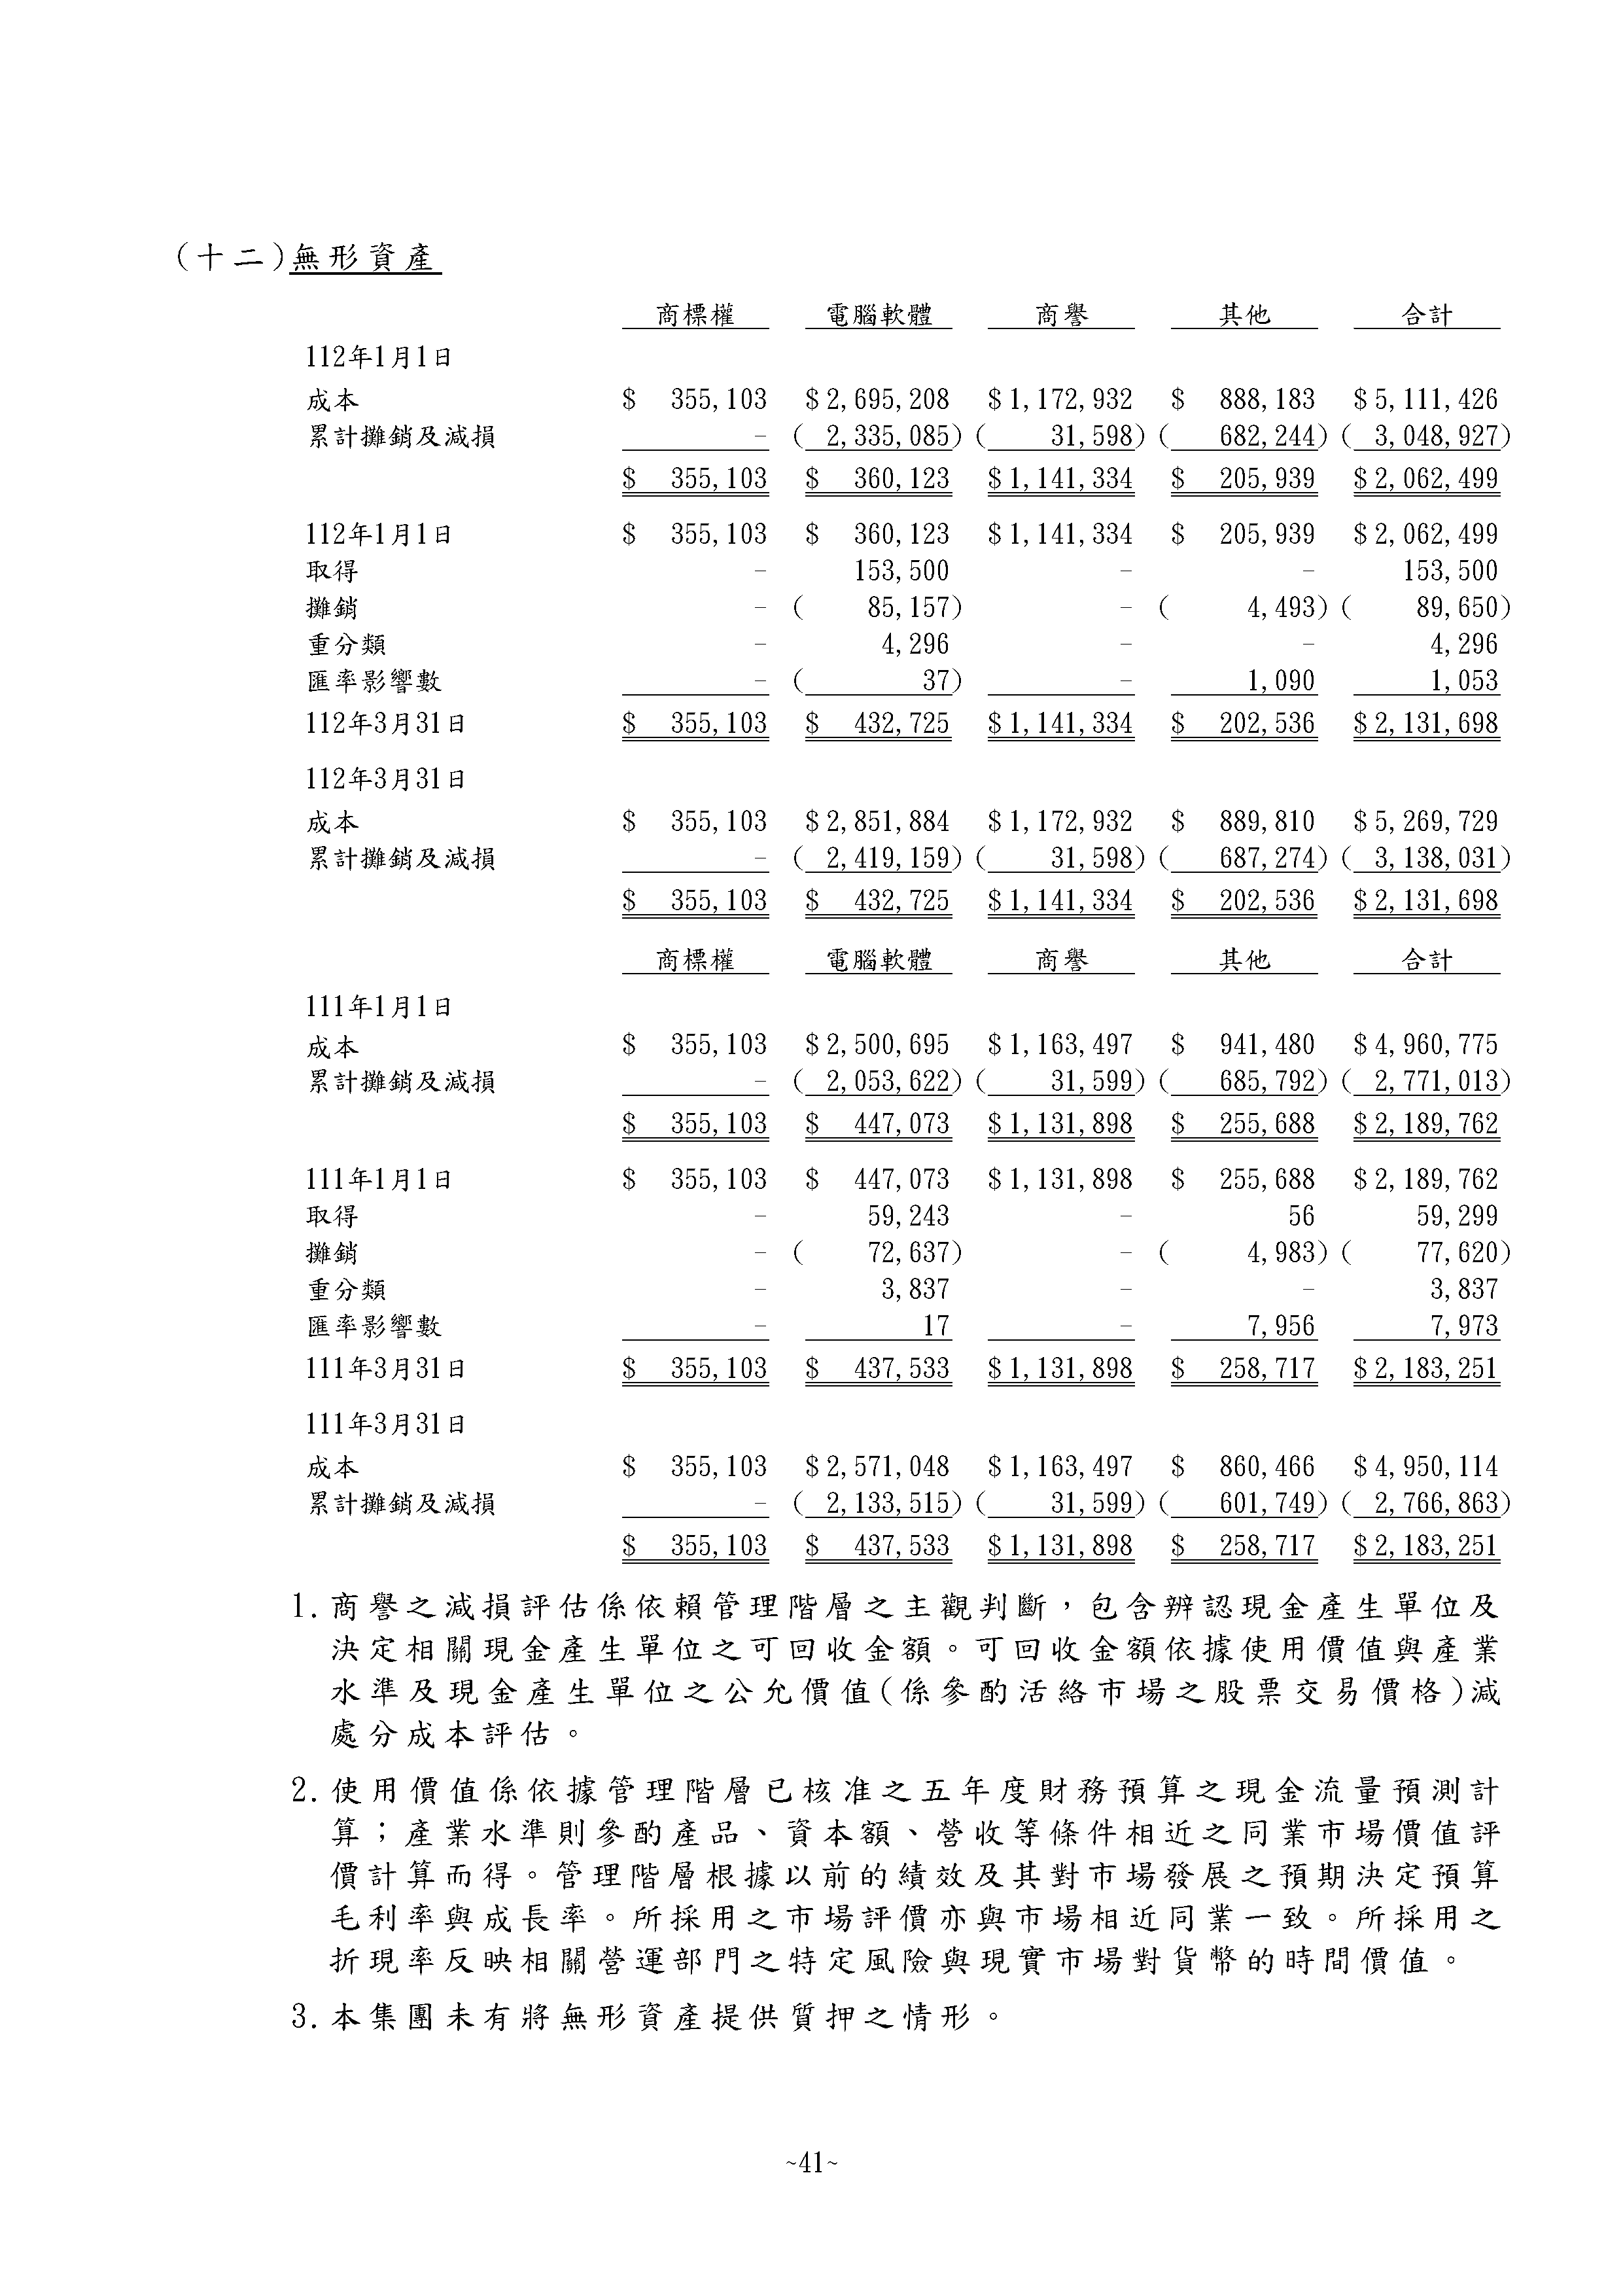 (十二)無形資產
商標權 電腦軟體 商譽 其他 合計
112年1月1日
成本 $ 355,103 $2,695,208 $1,172,932 $ 888,183 $5,111,426
累計攤銷及減損 - ( 2,335,085) ( 31,598) ( 682,244) ( 3,048,927)
$ 355,103 $ 360,123 $1,141,334 $ 205,939 $2,062,499
112年1月1日 $ 355,103 $ 360,123 $1,141,334 $ 205,939 $2,062,499
取得 - 153,500 - - 153,500
攤銷 - ( 85,157) - ( 4,493) ( 89,650)
重分類 - 4,296 - - 4,296
匯率影響數 - ( 37) - 1,090 1,053
112年3月31日 $ 355,103 $ 432,725 $1,141,334 $ 202,536 $2,131,698
112年3月31日
成本 $ 355,103 $2,851,884 $1,172,932 $ 889,810 $5,269,729
累計攤銷及減損 - ( 2,419,159) ( 31,598) ( 687,274) ( 3,138,031)
$ 355,103 $ 432,725 $1,141,334 $ 202,536 $2,131,698
商標權 電腦軟體 商譽 其他 合計
111年1月1日
成本 $ 355,103 $2,500,695 $1,163,497 $ 941,480 $4,960,775
累計攤銷及減損 - ( 2,053,622) ( 31,599) ( 685,792) ( 2,771,013)
$ 355,103 $ 447,073 $1,131,898 $ 255,688 $2,189,762
111年1月1日 $ 355,103 $ 447,073 $1,131,898 $ 255,688 $2,189,762
取得 - 59,243 - 56 59,299
攤銷 - ( 72,637) - ( 4,983) ( 77,620)
重分類 - 3,837 - - 3,837
匯率影響數 - 17 - 7,956 7,973
111年3月31日 $ 355,103 $ 437,533 $1,131,898 $ 258,717 $2,183,251
111年3月31日
成本 $ 355,103 $2,571,048 $1,163,497 $ 860,466 $4,950,114
累計攤銷及減損 - ( 2,133,515) ( 31,599) ( 601,749) ( 2,766,863)
$ 355,103 $ 437,533 $1,131,898 $ 258,717 $2,183,251
1.商譽之減損評估係依賴管理階層之主觀判斷，包含辨認現金產生單位及
決定相關現金產生單位之可回收金額。可回收金額依據使用價值與產業
水準及現金產生單位之公允價值(係參酌活絡市場之股票交易價格)減
處分成本評估。
2.使用價值係依據管理階層已核准之五年度財務預算之現金流量預測計
算；產業水準則參酌產品、資本額、營收等條件相近之同業市場價值評
價計算而得。管理階層根據以前的績效及其對市場發展之預期決定預算
毛利率與成長率。所採用之市場評價亦與市場相近同業一致。所採用之
折現率反映相關營運部門之特定風險與現實市場對貨幣的時間價值。
3.本集團未有將無形資產提供質押之情形。
~41~